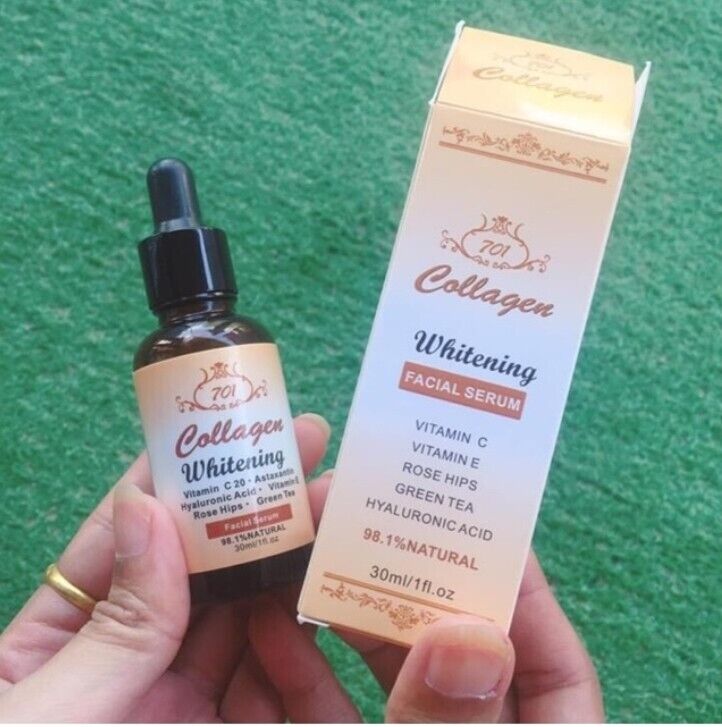 701
Collagen
701
Collagen
Whitening
FACIAL SERUM
VITAMIN C
VITAMIN E
ROSE HIPS
GREEN TEA
HYALURONIC ACID
98.1%NATURAL
30ml/1fl.oz
701
Collagen
Whitening
Vitamin C 20 · Astaxantin
Hyaluronic Acid · Vitamin E
Rose Hips · Green Tea
Facial Serum
98.1%NATURAL
30ml/1fl.oz